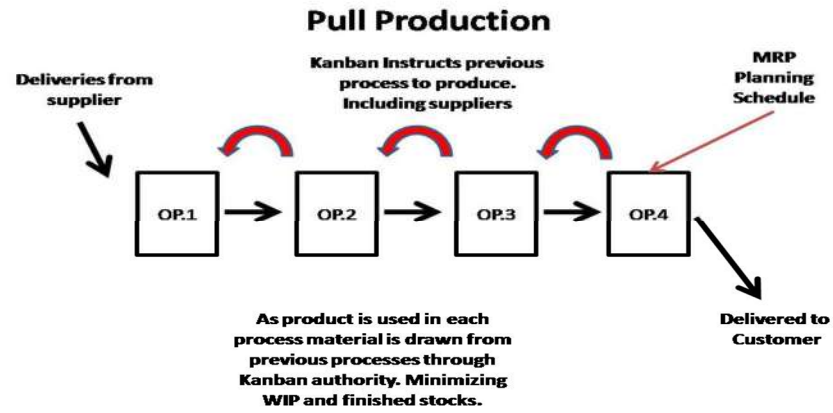 Pull Production
Kanban Instructs previous
process to produce.
Including suppliers
Deliveries from
supplier
MRP
Planning
Schedule
OP.1
OP.2
OP.3
OP.4
As product is used in each
process material is drawn from
previous processes through
Kanban authority. Minimizing
WIP and finished stocks.
Delivered to
Customer